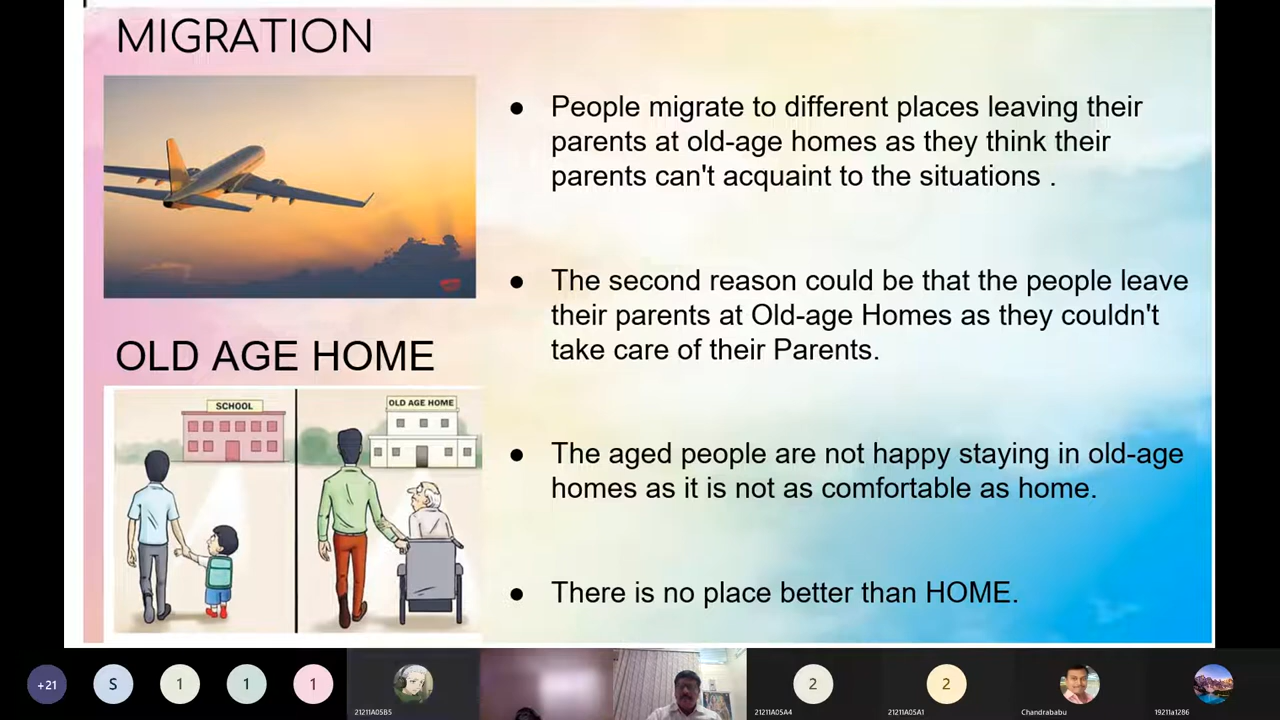 MIGRATION
● People migrate to different places leaving their
parents at old-age homes as they think their
parents can't acquaint to the situations .
● The second reason could be that the people leave
their parents at Old-age Homes as they couldn't
take care of their Parents.
OLD AGE HOME
SCHOOL
OLD AGE HOME
● The aged people are not happy staying in old-age
homes as it is not as comfortable as home.
● There is no place better than HOME.
+21
S
1
1
1
2
2
21211A05B5
21211A05A4
21211A05A1
Chandrababu
19211a1286